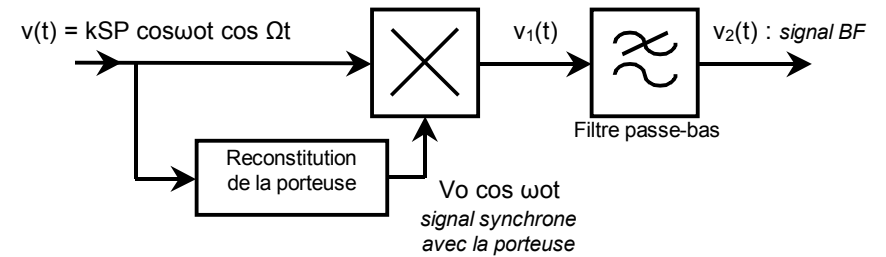 v(t) = kSP cosωot cos Ωt
v₁(t)
v₂(t) : signal BF
Filtre passe-bas
Reconstitution
de la porteuse
Vo cos ωot
signal synchrone
avec la porteuse